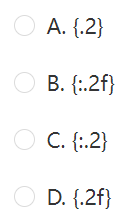 A. {.2}
B. {:.2f}
C. {:.2}
D. {.2f}